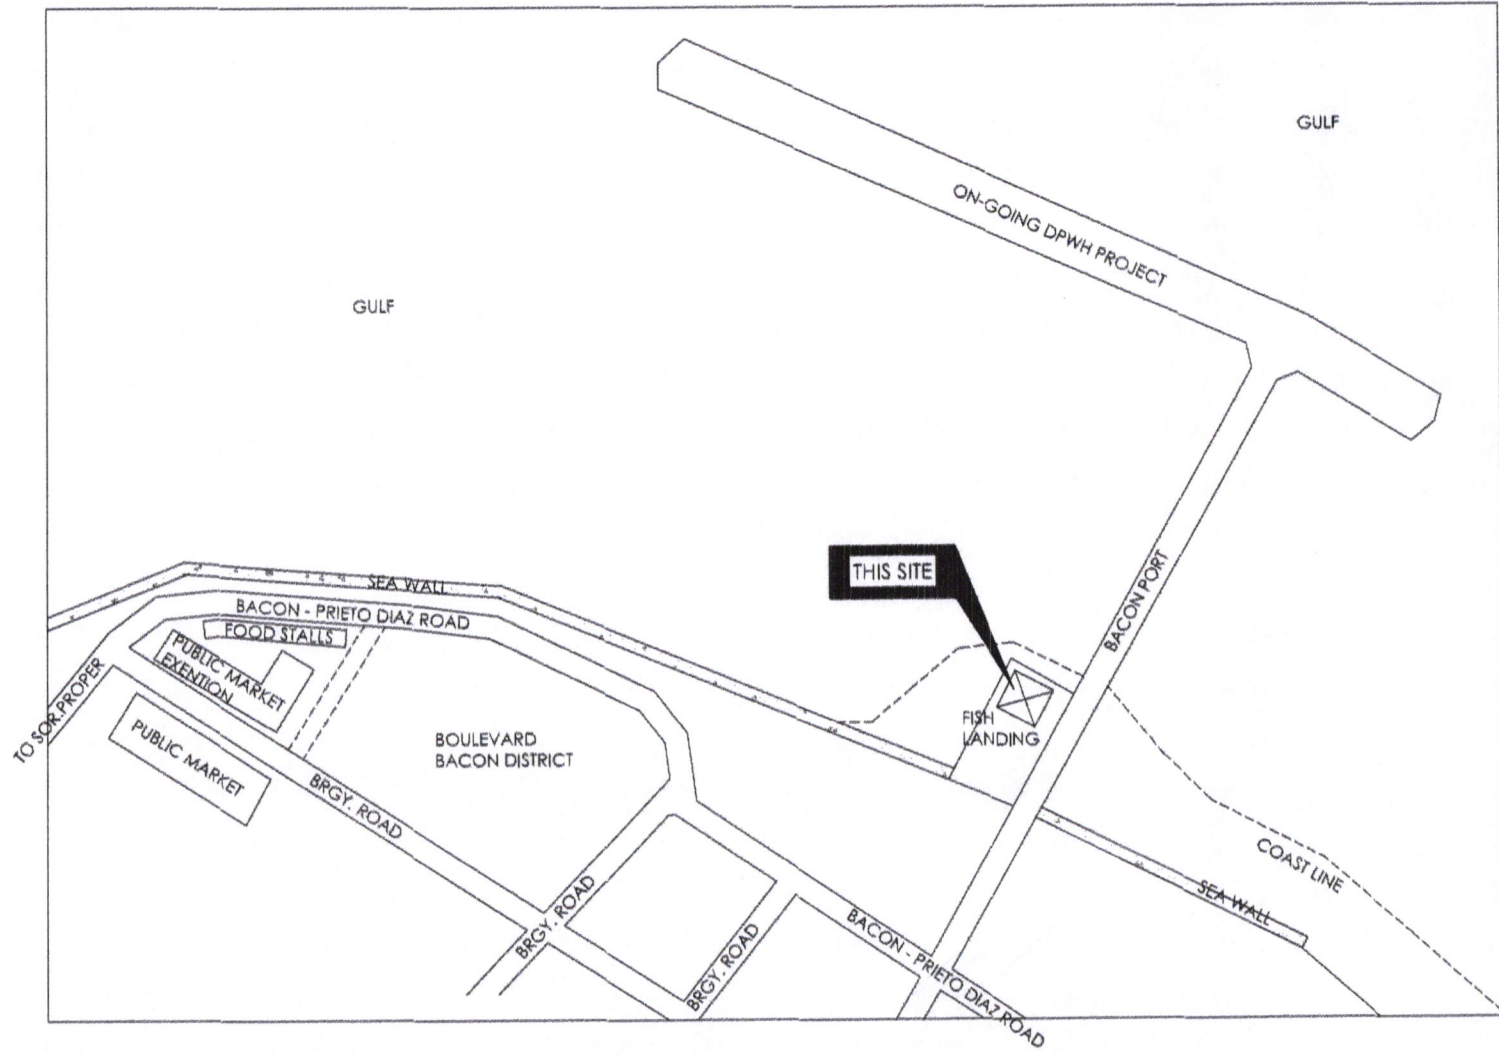 GULF
ON-GOING DPWH PROJECT
GULF
THIS SITE
BACON PORT
SEA WALL
BACON - PRIETO DIAZ ROAD
FOOD STALLS
PUBLIC MARKET
EXENTION
TO SOR.PROPER
PUBLIC MARKET
BOULEVARD
BACON DISTRICT
FISH
LANDING
BRGY. ROAD
COAST LINE
SEA WALL
BRGY. ROAD
BRGY. ROAD
BACON - PRIETO DIAZ ROAD